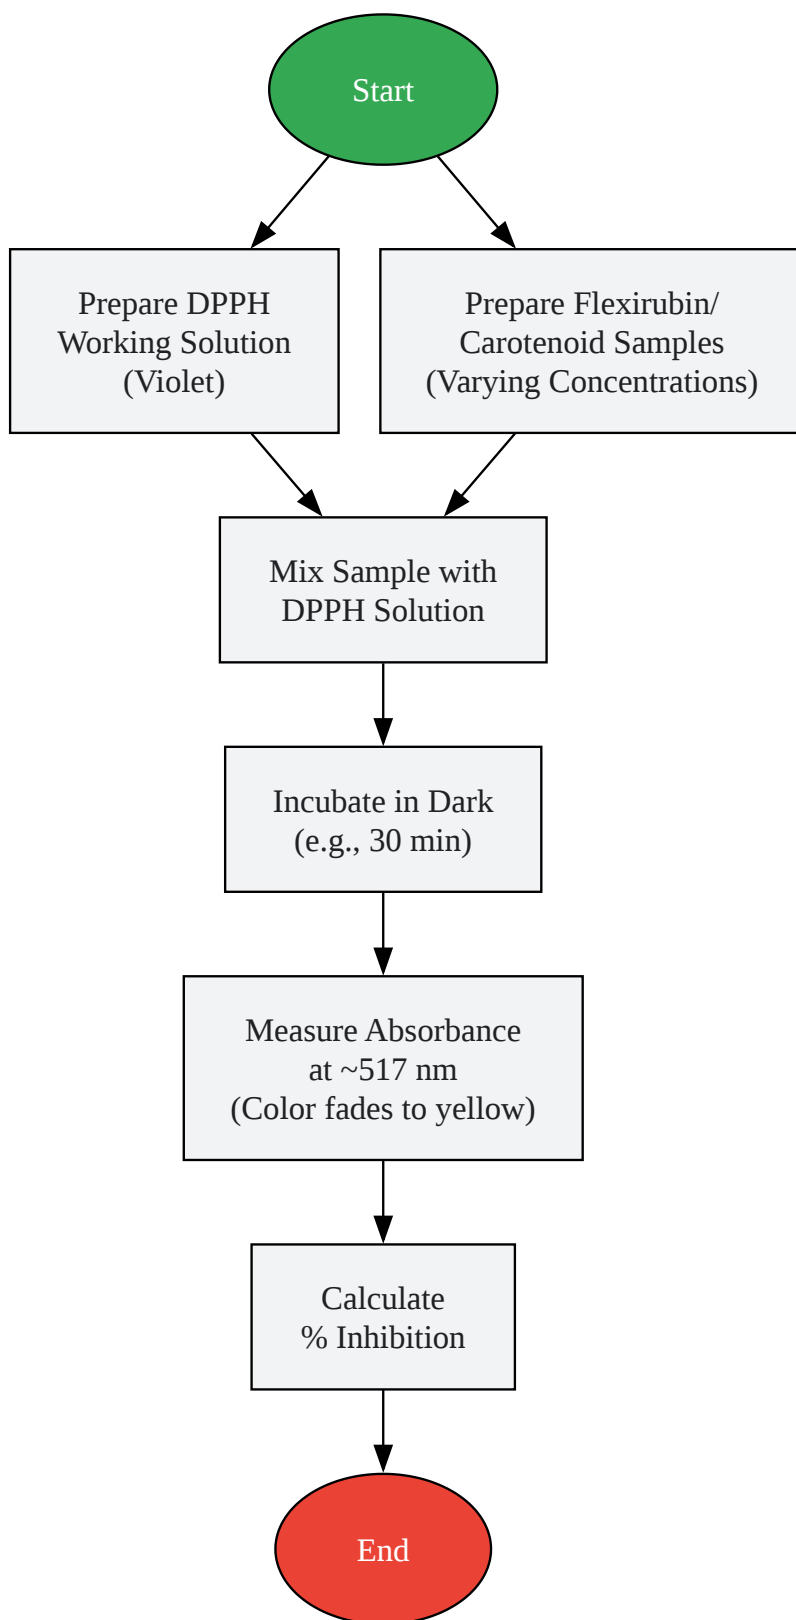 Start
Prepare DPPH
Working Solution
(Violet)
Prepare Flexirubin/
Carotenoid Samples
(Varying Concentrations)
Mix Sample with
DPPH Solution
Incubate in Dark
(e.g., 30 min)
Measure Absorbance
at ~517 nm
(Color fades to yellow)
Calculate
% Inhibition
End